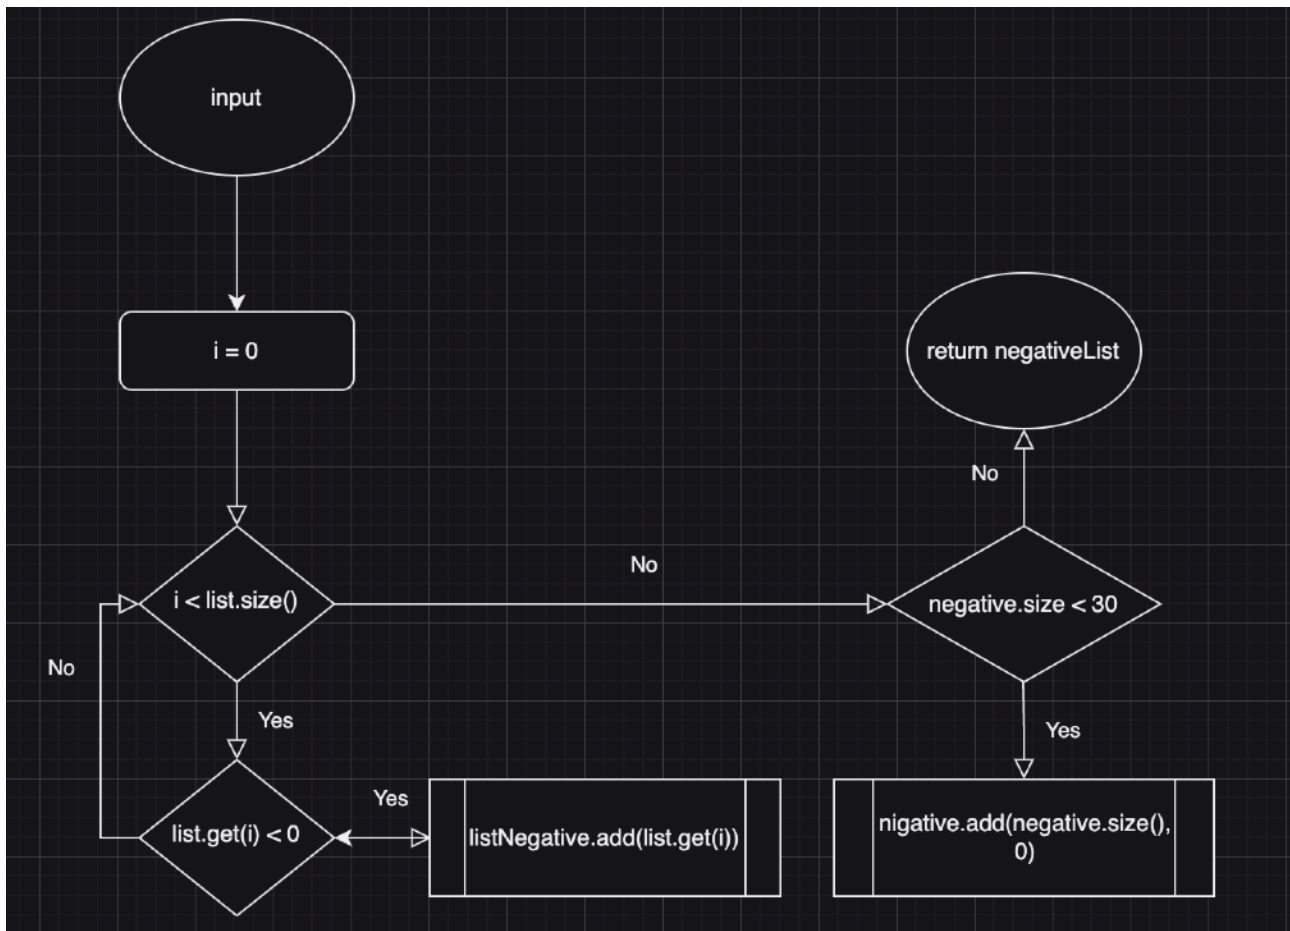 input
i = 0
return negativeList
No
No
i < list.size()
negative.size < 30
No
Yes
Yes
Yes
list.get(i) < 0
listNegative.add(list.get(i))
nigative.add(negative.size(),
0)